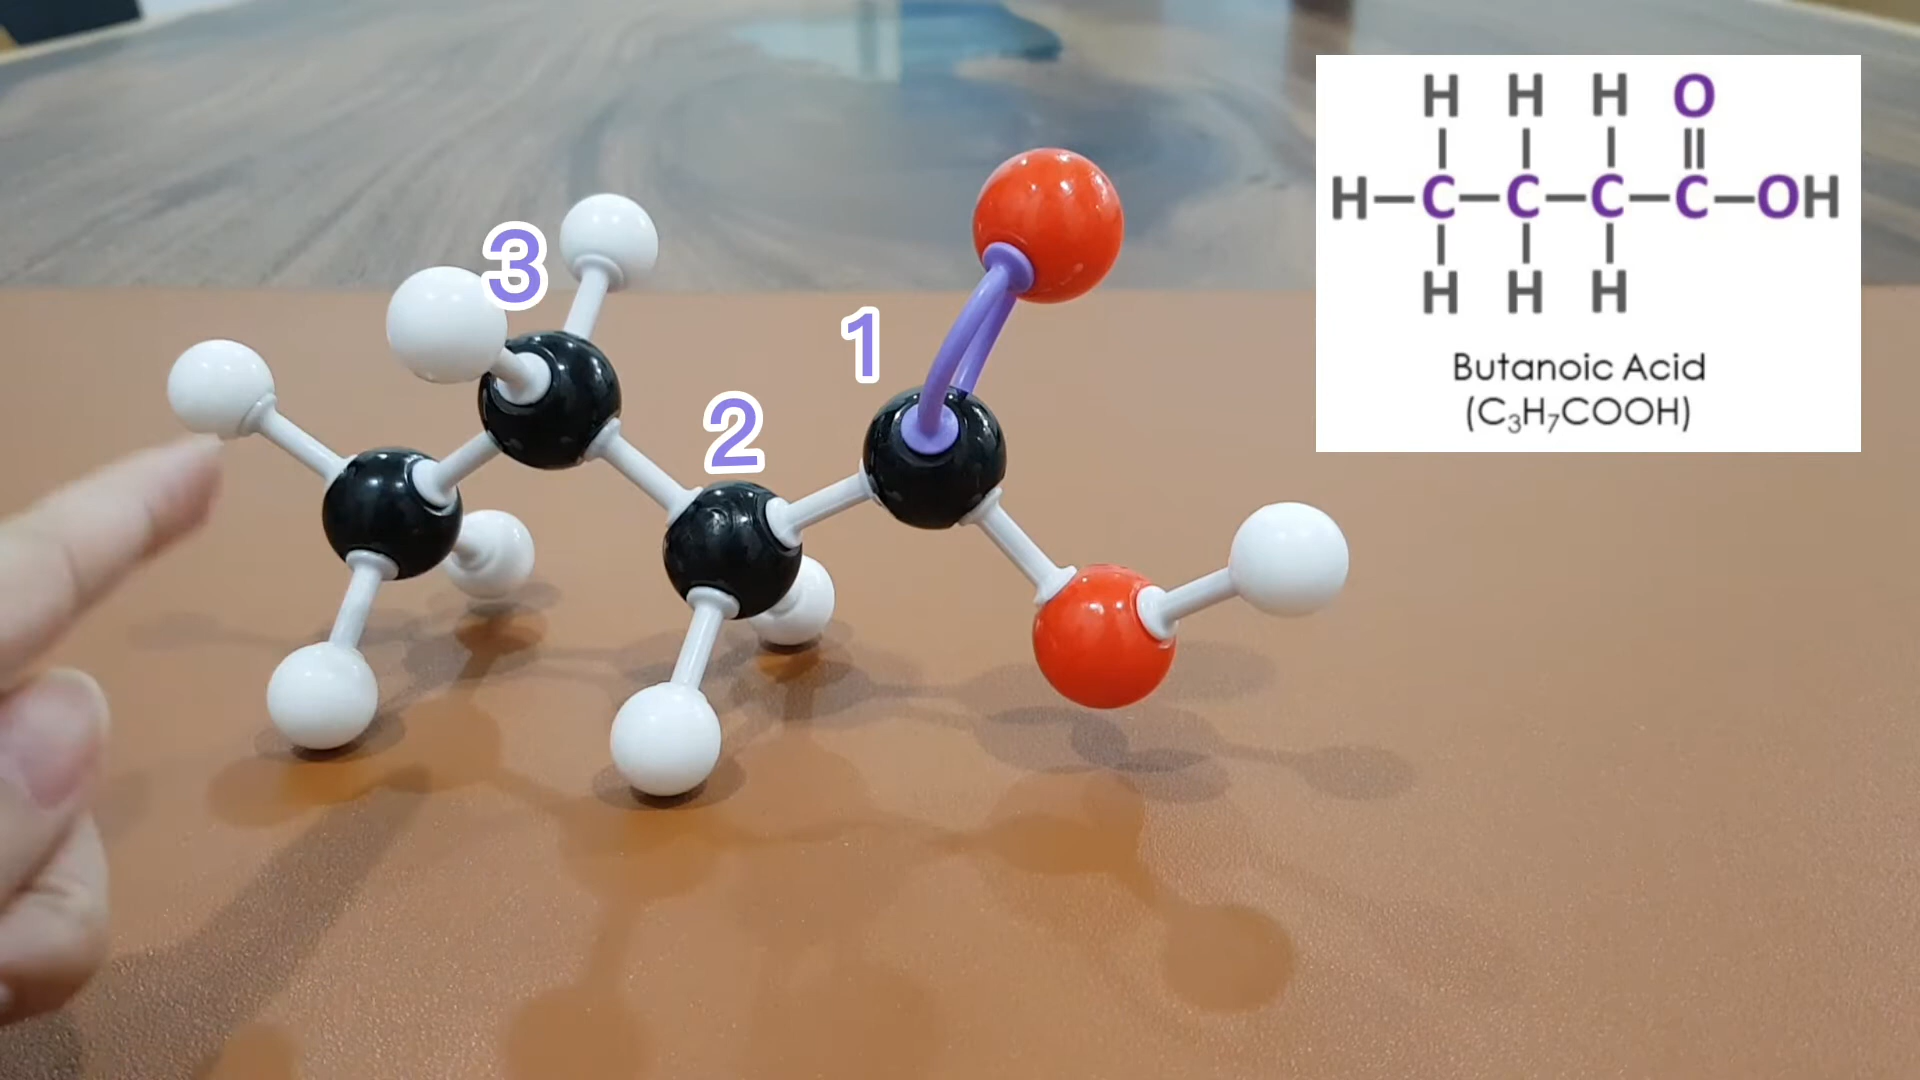 3
1
2
H H H O
H–C–C–C–C–OH
H H H
Butanoic Acid
(C₃H₇COOH)